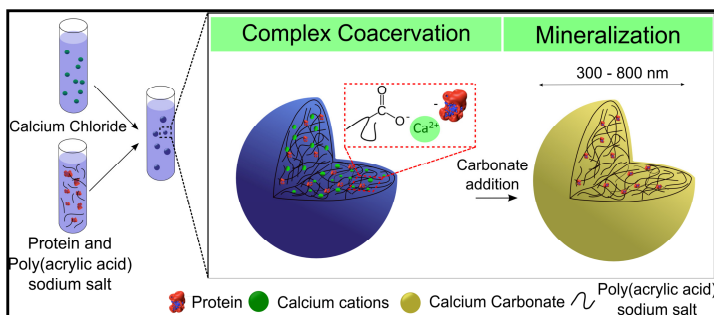 Complex Coacervation
Mineralization
Calcium Chloride
Protein and
Poly(acrylic acid)
sodium salt
O
C
O-
-
Ca2+
Carbonate
addition
300 - 800 nm
Protein
Calcium cations
Calcium Carbonate
Poly(acrylic acid)
sodium salt